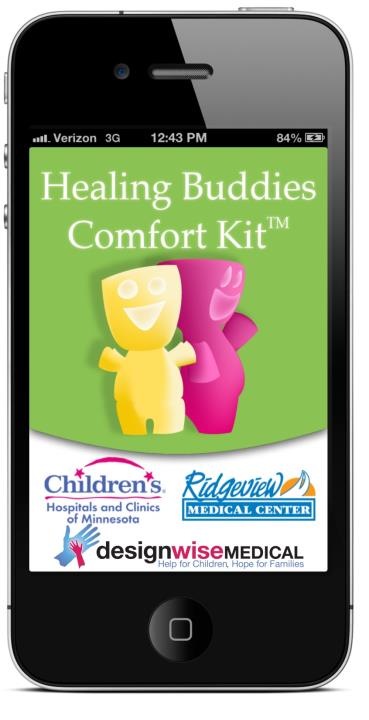 Verizon 3G 12:43 PM 84%
Healing Buddies
Comfort Kit™
Children's.
Hospitals and Clinics
of Minnesota
Ridgeview
MEDICAL CENTER
designwiseMEDICAL
Help for Children, Hope for Families